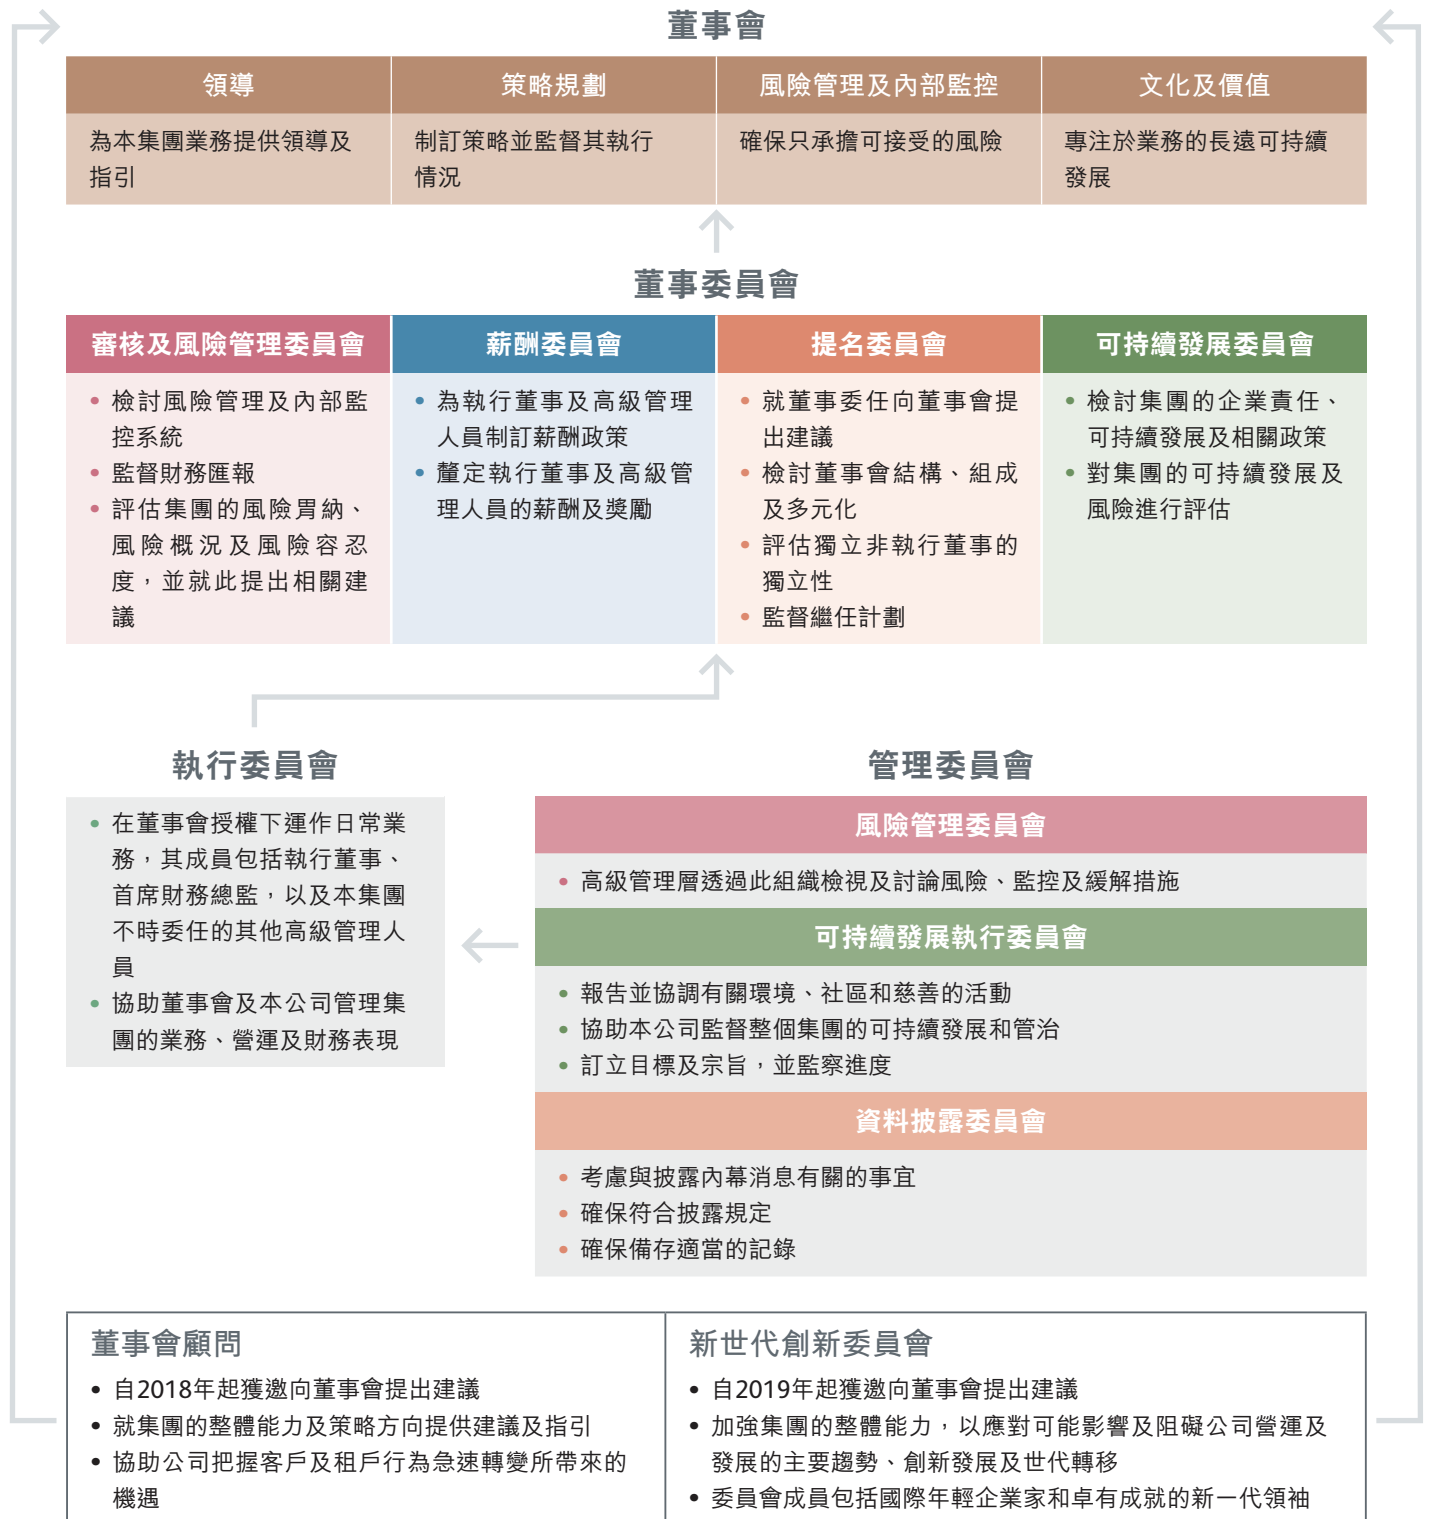 董事會
領導
策略規劃
風險管理及內部監控
文化及價值
為本集團業務提供領導及
指引
制訂策略並監督其執行
情況
確保只承擔可接受的風險
專注於業務的長遠可持續
發展
董事委員會
審核及風險管理委員會
• 檢討風險管理及內部監
控系統
• 監督財務匯報
• 評估集團的風險胃納、
風險概況及風險容忍
度，並就此提出相關建
議
薪酬委員會
• 為執行董事及高級管理
人員制訂薪酬政策
• 釐定執行董事及高級管
理人員的薪酬及獎勵
提名委員會
• 就董事委任向董事會提
出建議
• 檢討董事會結構、組成
及多元化
• 評估獨立非執行董事的
獨立性
• 監督繼任計劃
可持續發展委員會
• 檢討集團的企業責任、
可持續發展及相關政策
• 對集團的可持續發展及
風險進行評估
執行委員會
• 在董事會授權下運作日常業
務，其成員包括執行董事、
首席財務總監，以及本集團
不時委任的其他高級管理人
員
• 協助董事會及本公司管理集
團的業務、營運及財務表現
管理委員會
風險管理委員會
• 高級管理層透過此組織檢視及討論風險、監控及緩解措施
可持續發展執行委員會
• 報告並協調有關環境、社區和慈善的活動
• 協助本公司監督整個集團的可持續發展和管治
• 訂立目標及宗旨，並監察進度
資料披露委員會
• 考慮與披露內幕消息有關的事宜
• 確保符合披露規定
• 確保備存適當的記錄
董事會顧問
• 自2018年起獲邀向董事會提出建議
• 就集團的整體能力及策略方向提供建議及指引
• 協助公司把握客戶及租戶行為急速轉變所帶來的
機遇
新世代創新委員會
• 自2019年起獲邀向董事會提出建議
• 加強集團的整體能力，以應對可能影響及阻礙公司營運及
發展的主要趨勢、創新發展及世代轉移
• 委員會成員包括國際年輕企業家和卓有成就的新一代領袖